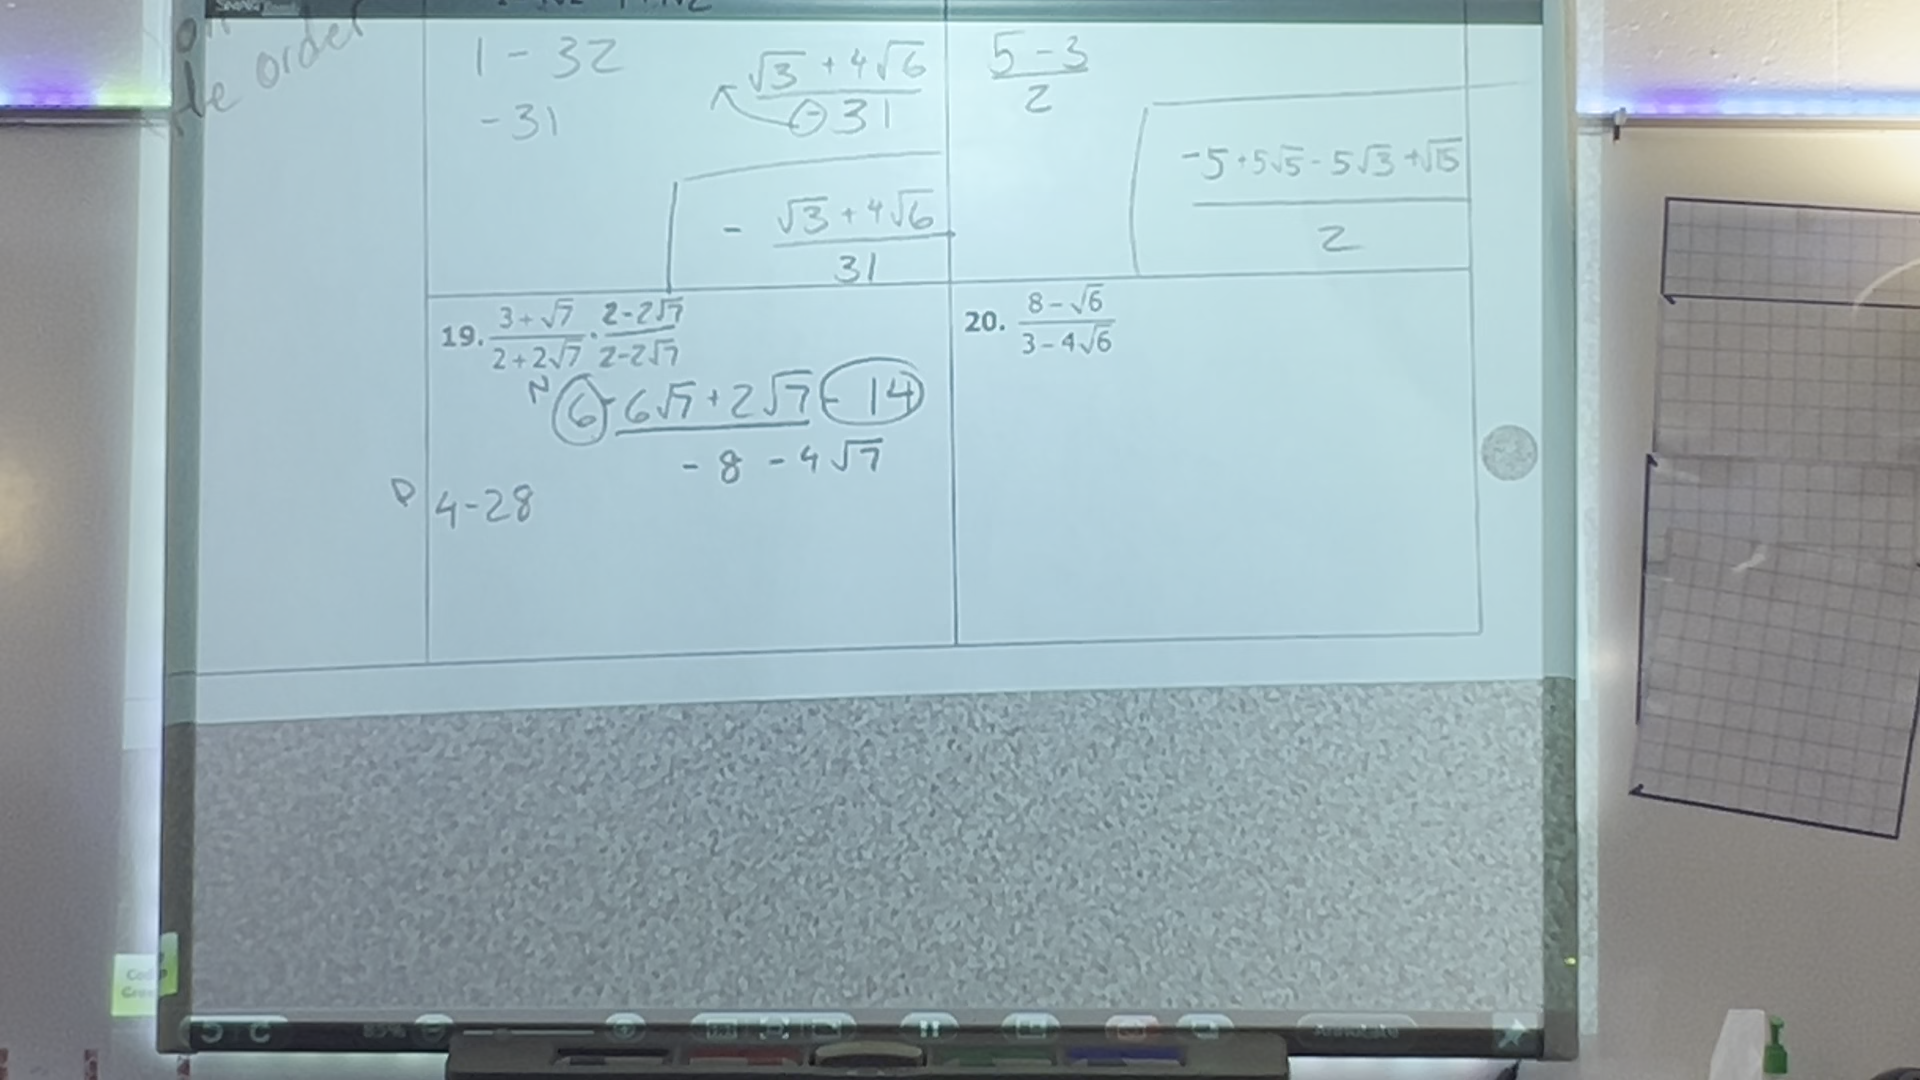 order
1 - 32
-31
√3 + 4√6
-31
- √3 + 4√6
31
5 - 3
2
-5 + 5√5 - 5√3 + √15
2
19. 3 + √7 · 2 - 2√7
2 + 2√7 2 - 2√7
N 6 - 6√7 + 2√7 - 14
- 8 - 4√7
D 4 - 28
20. 8 - √6
3 - 4√6